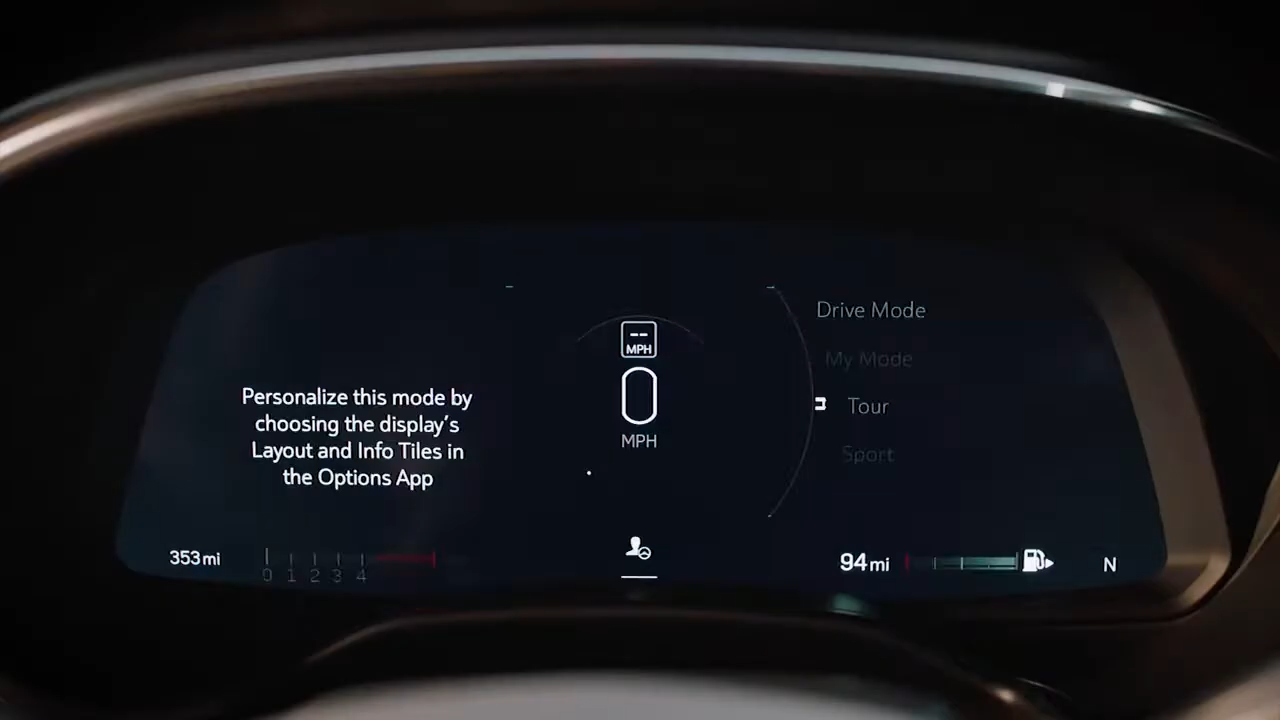 Drive Mode
My Mode
Tour
Sport
--
MPH
0
MPH
Personalize this mode by
choosing the display's
Layout and Info Tiles in
the Options App
353 mi
0 1 2 3 4
94 mi
N